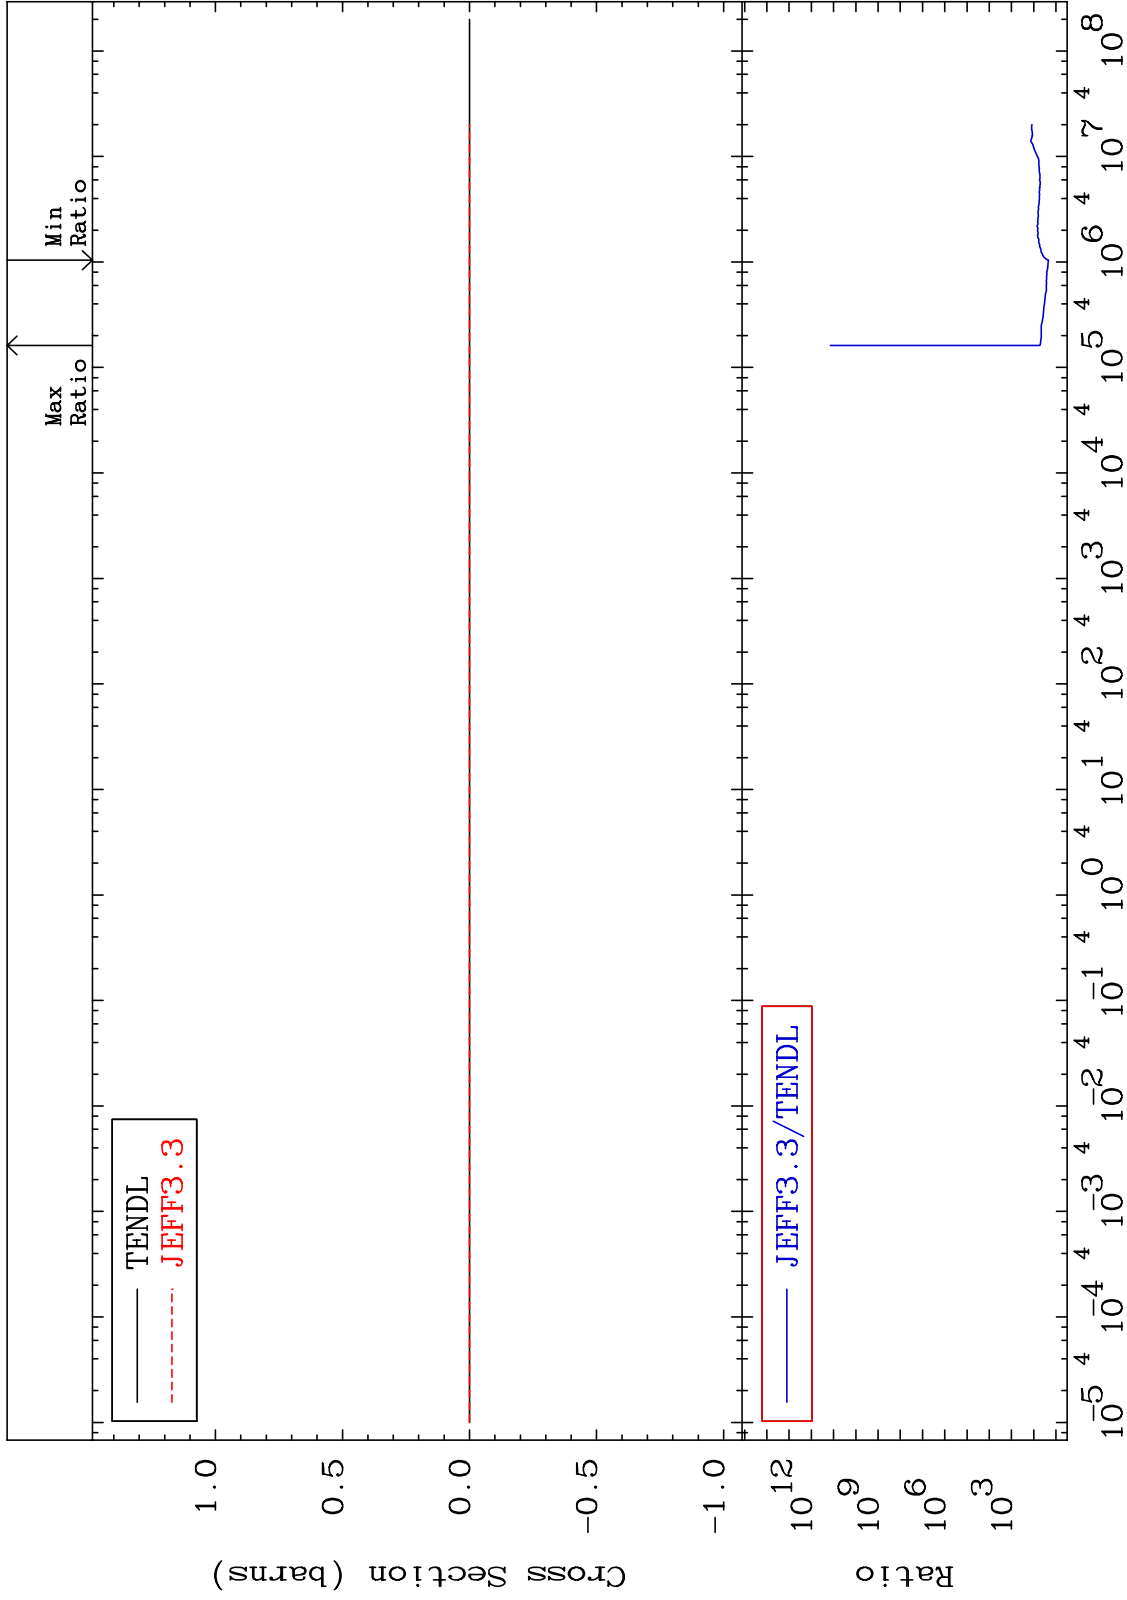 Max
Ratio
Min
Ratio
TENDL
JEFF3.3
1.0
0.5
0.0
-0.5
-1.0
Cross Section (barns)
JEFF3.3/TENDL
10^12
10^9
10^6
10^3
Ratio
10^-5 4 10^-4 4 10^-3 4 10^-2 4 10^-1 4 10^0 4 10^1 4 10^2 4 10^3 4 10^4 4 10^5 4 10^6 4 10^7 4 10^8